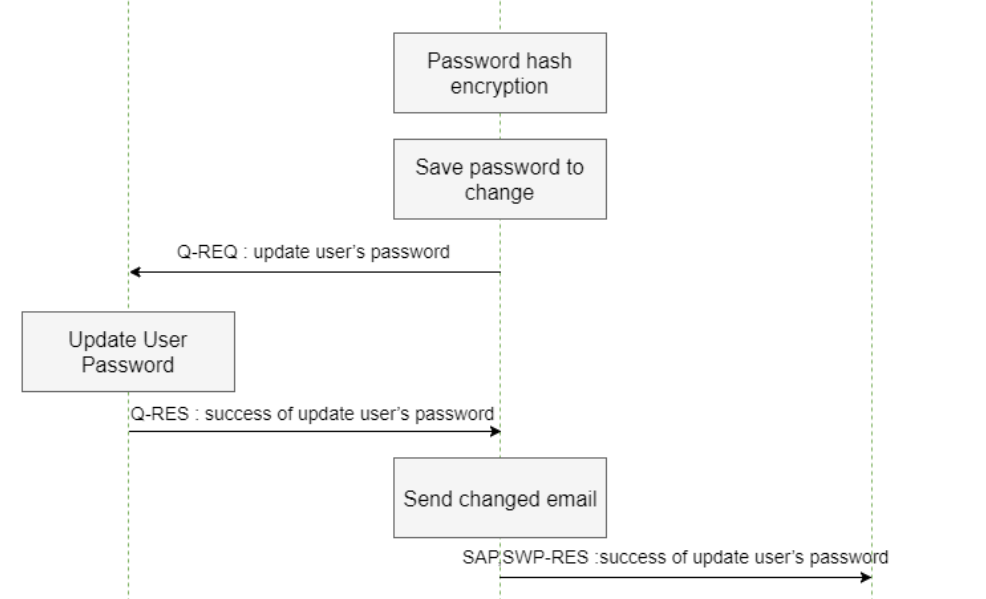 Password hash
encryption
Save password to
change
Q-REQ : update user's password
Update User
Password
Q-RES : success of update user's password
Send changed email
SAP,SWP-RES :success of update user's password